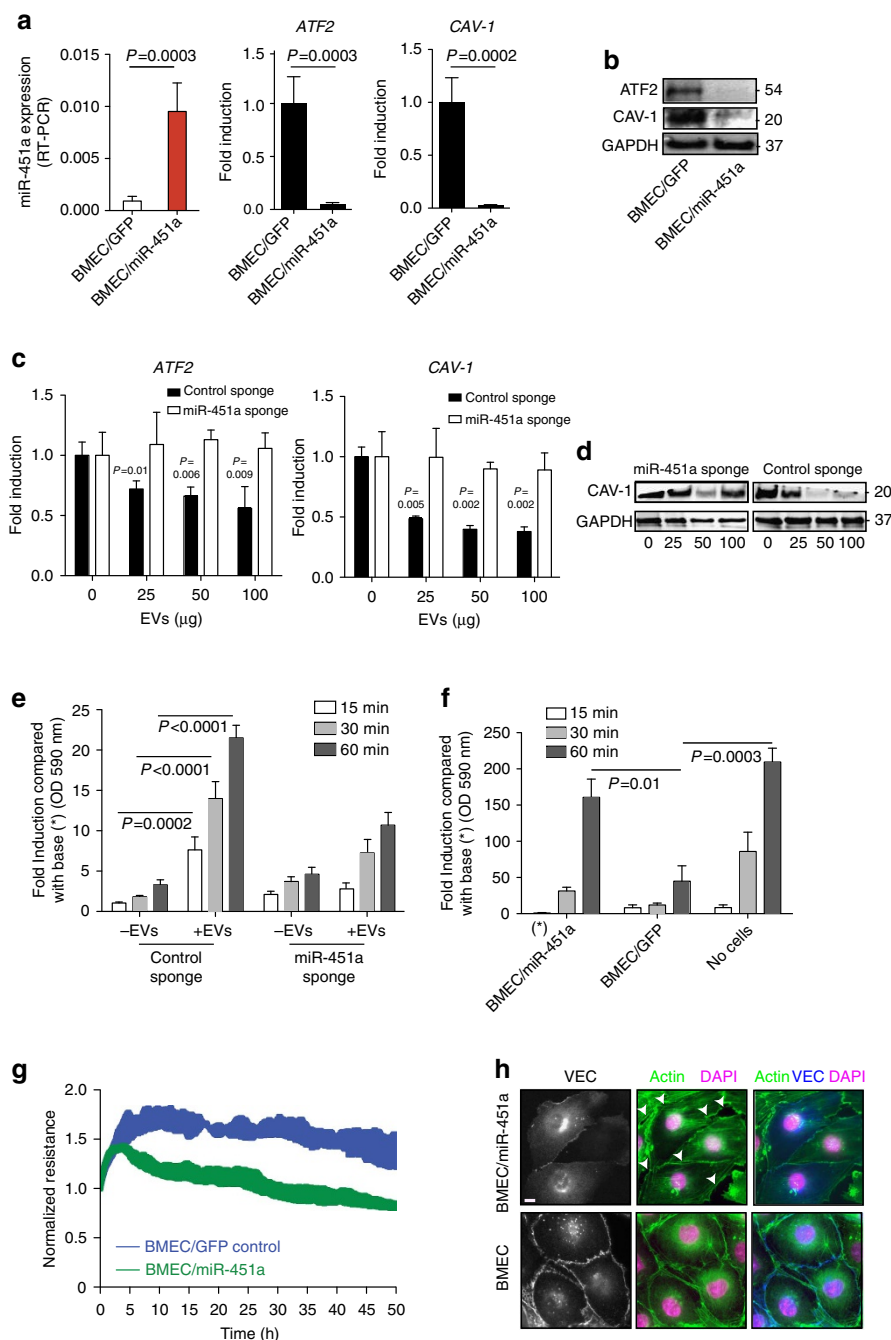 a
miR-451a expression
(RT-PCR)
P=0.0003
0.015
0.010
0.005
0.000
BMEC/GFP
BMEC/miR-451a
ATF2
Fold induction
P=0.0003
1.5
1.0
0.5
0.0
BMEC/GFP
BMEC/miR-451a
CAV-1
Fold induction
P=0.0002
1.5
1.0
0.5
0.0
BMEC/GFP
BMEC/miR-451a
b
ATF2
54
CAV-1
20
GAPDH
37
BMEC/GFP
BMEC/miR-451a
c
ATF2
Control sponge
miR-451a sponge
Fold induction
1.5
1.0
0.5
0.0
P=0.01
P=
0.006
P=
0.009
0 25 50 100
EVs (μg)
CAV-1
Control sponge
miR-451a sponge
Fold induction
1.5
1.0
0.5
0.0
P=
0.005
P=
0.002
P=
0.002
0 25 50 100
EVs (μg)
d
miR-451a sponge Control sponge
CAV-1
20
GAPDH
37
0 25 50 100 0 25 50 100
e
Fold Induction compared
with base (*) (OD 590 nm)
25
20
15
10
5
0
15 min
30 min
60 min
P<0.0001
P<0.0001
P=0.0002
–EVs +EVs –EVs +EVs
Control
sponge
miR-451a
sponge
f
Fold Induction compared
with base (*) (OD 590 nm)
250
200
150
100
50
0
15 min
30 min
60 min
P=0.0003
P=0.01
(*)
BMEC/miR-451a
BMEC/GFP
No cells
g
Normalized resistance
2.0
1.5
1.0
0.5
0
BMEC/GFP control
BMEC/miR-451a
0 5 10 15 20 25 30 35 40 45 50
Time (h)
h
VEC
Actin DAPI
Actin VEC DAPI
BMEC/miR-451a
BMEC